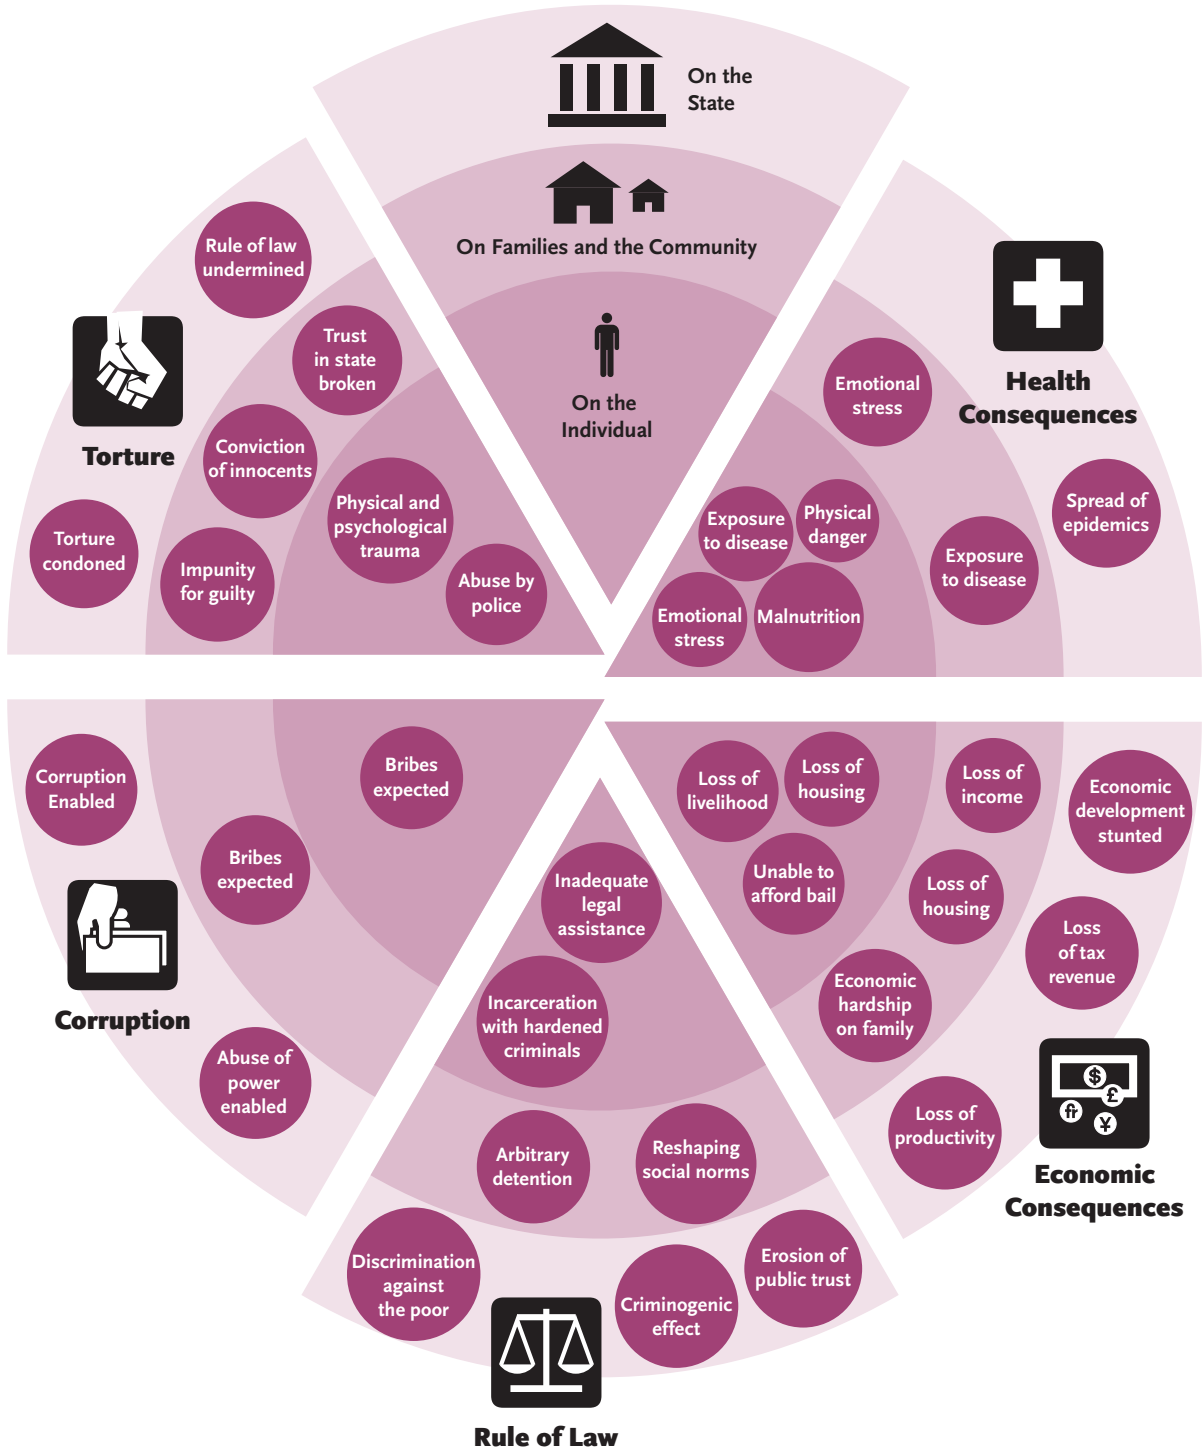 On the
State
On Families and the Community
On the
Individual
Health
Consequences
Emotional
stress
Spread of
epidemics
Exposure
to disease
Exposure
to disease
Physical
danger
Emotional
stress
Malnutrition
Loss of
livelihood
Loss of
housing
Unable to
afford bail
Loss of
income
Loss of
housing
Economic
hardship
on family
Economic
development
stunted
Loss
of tax
revenue
Loss of
productivity
$
£
fr
¥
Economic
Consequences
Inadequate
legal
assistance
Incarceration
with hardened
criminals
Arbitrary
detention
Reshaping
social norms
Discrimination
against
the poor
Criminogenic
effect
Erosion of
public trust
Rule of Law
Bribes
expected
Bribes
expected
Corruption
Enabled
Abuse of
power
enabled
Corruption
Rule of law
undermined
Trust
in state
broken
Conviction
of innocents
Impunity
for guilty
Physical and
psychological
trauma
Abuse by
police
Torture
condoned
Torture